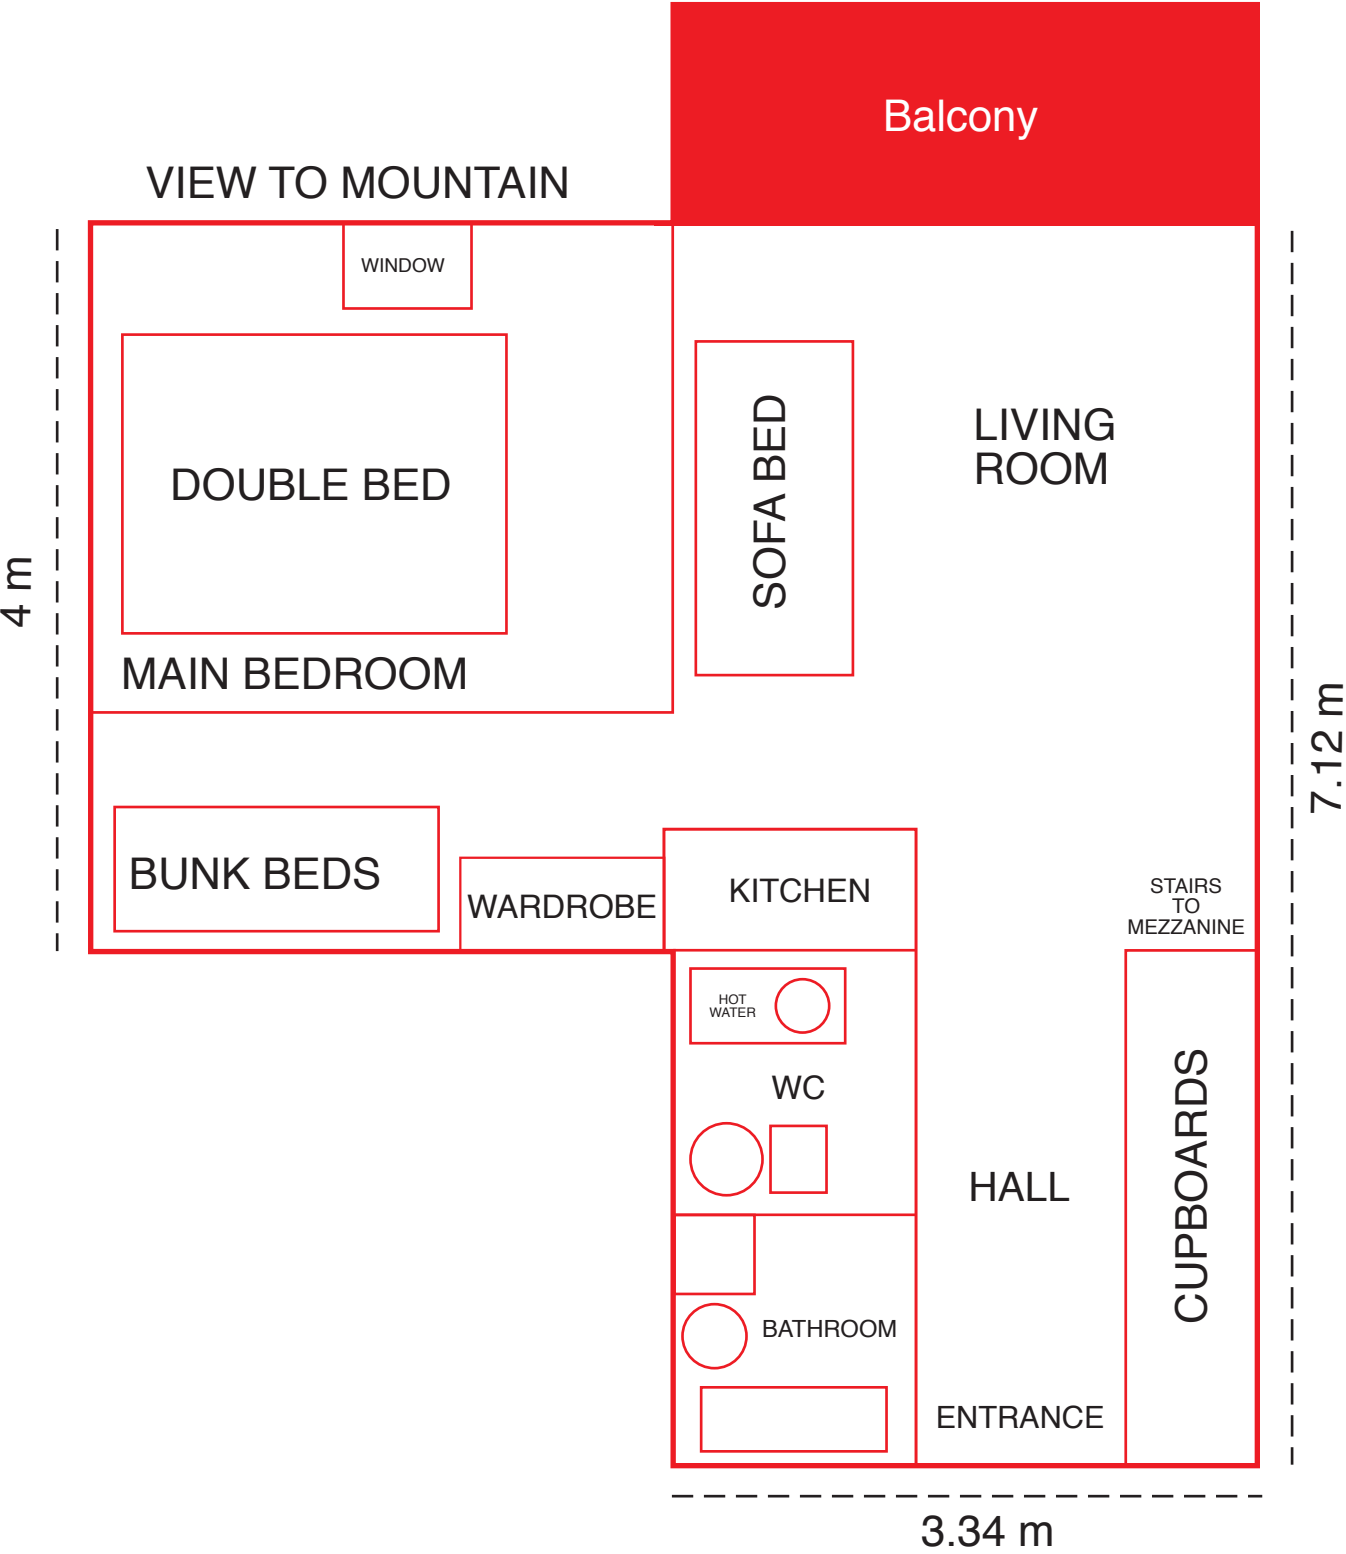 Balcony
VIEW TO MOUNTAIN
WINDOW
DOUBLE BED
SOFA BED
LIVING
ROOM
4 m
MAIN BEDROOM
7.12 m
BUNK BEDS
WARDROBE
KITCHEN
STAIRS
TO
MEZZANINE
HOT
WATER
WC
HALL
CUPBOARDS
BATHROOM
ENTRANCE
3.34 m